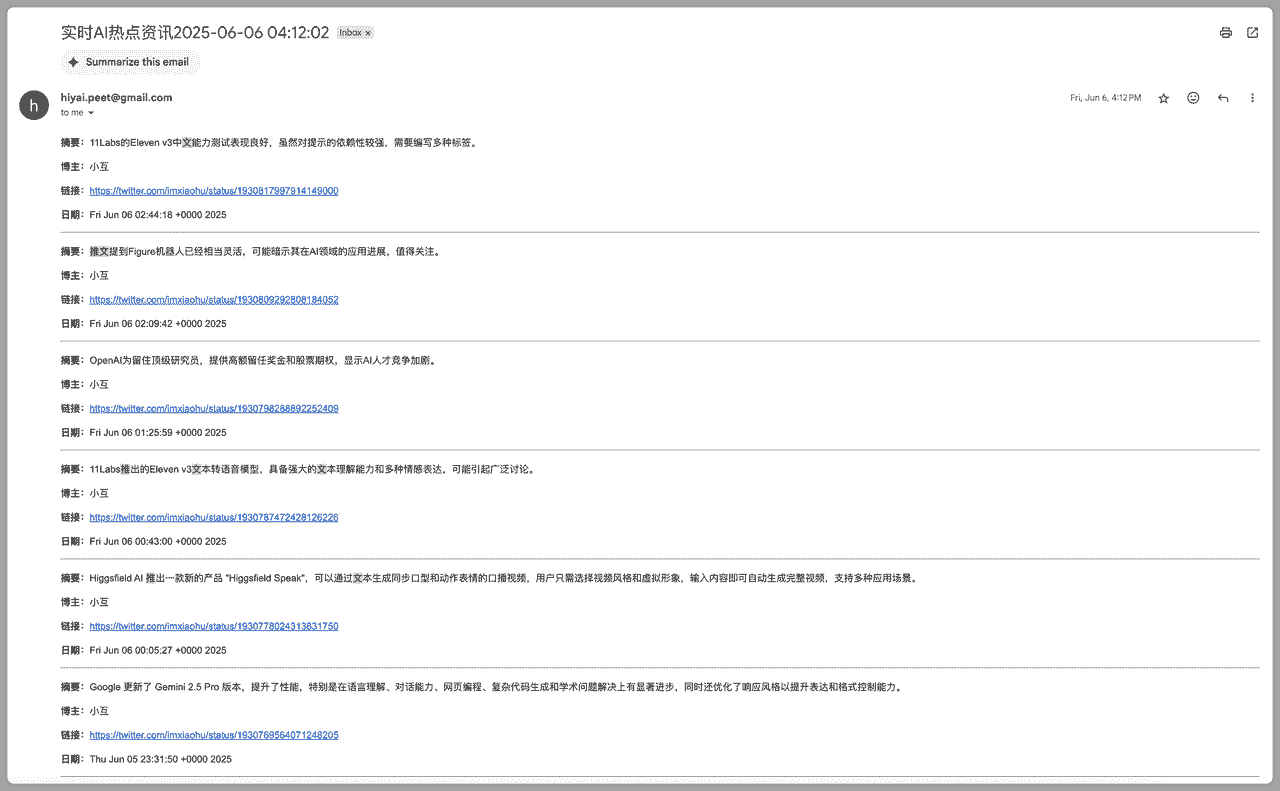 实时AI热点资讯2025-06-06 04:12:02 Inbox ×
Summarize this email
h
hiyai.peet@gmail.com
Fri, Jun 6, 4:12 PM
to me
摘要：11Labs的Eleven v3中文能力测试表现良好，虽然对提示的依赖性较强，需要编写多种标签。
博主：小互
链接：https://twitter.com/imxiaohu/status/1930817997914149000
日期：Fri Jun 06 02:44:18 +0000 2025
摘要：推文提到Figure机器人已经相当灵活，可能暗示其在AI领域的应用进展，值得关注。
博主：小互
链接：https://twitter.com/imxiaohu/status/1930809292808184052
日期：Fri Jun 06 02:09:42 +0000 2025
摘要：OpenAI为留住顶级研究员，提供高额留任奖金和股票期权，显示AI人才竞争加剧。
博主：小互
链接：https://twitter.com/imxiaohu/status/1930798288892252409
日期：Fri Jun 06 01:25:59 +0000 2025
摘要：11Labs推出的Eleven v3文本转语音模型，具备强大的文本理解能力和多种情感表达，可能引起广泛讨论。
博主：小互
链接：https://twitter.com/imxiaohu/status/1930787472428126226
日期：Fri Jun 06 00:43:00 +0000 2025
摘要：Higgsfield AI 推出一款新的产品 "Higgsfield Speak"，可以通过文本生成同步口型和动作表情的口播视频，用户只需选择视频风格和虚拟形象，输入内容即可自动生成完整视频，支持多种应用场景。
博主：小互
链接：https://twitter.com/imxiaohu/status/1930778024313831750
日期：Fri Jun 06 00:05:27 +0000 2025
摘要：Google 更新了 Gemini 2.5 Pro 版本，提升了性能，特别是在语言理解、对话能力、网页编程、复杂代码生成和学术问题解决上有显著进步，同时还优化了响应风格以提升表达和格式控制能力。
博主：小互
链接：https://twitter.com/imxiaohu/status/1930769564071248205
日期：Thu Jun 05 23:31:50 +0000 2025